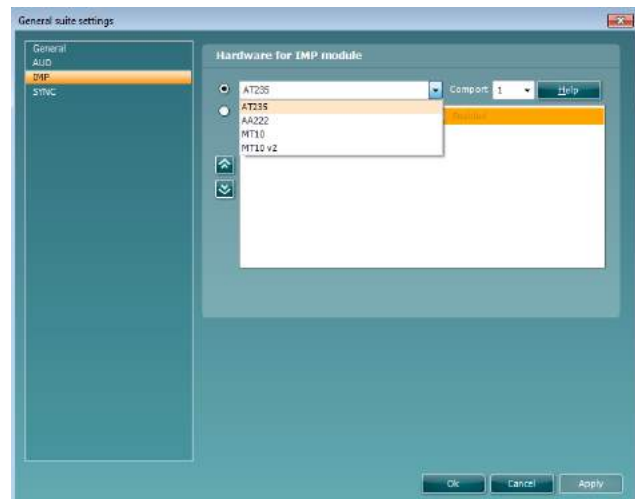 General suite settings
General
AUD
IMP
SYNC
Hardware for IMP module
AT235
Comport 1 Help
AT235
AA222
MT10
MT10 v2
Ok Cancel Apply